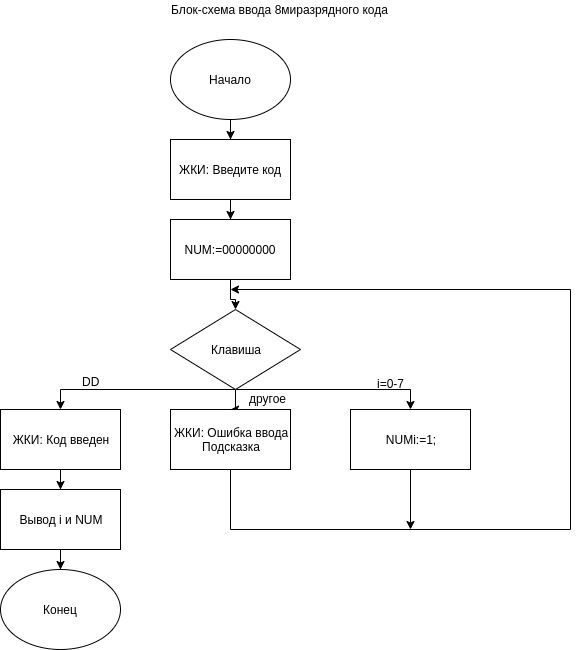 Блок-схема ввода 8миразрядного кода
Начало
ЖКИ: Введите код
NUM:=00000000
Клавиша
DD
другое
i=0-7
ЖКИ: Код введен
ЖКИ: Ошибка ввода
Подсказка
NUMi:=1;
Вывод i и NUM
Конец